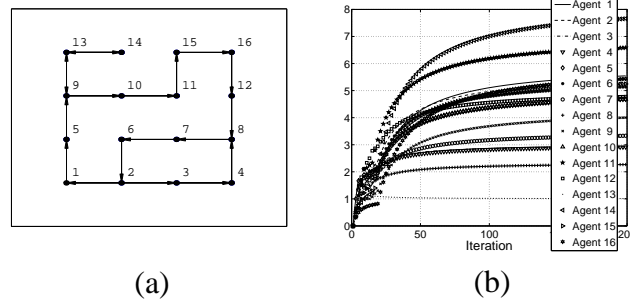 13 14 15 16
9 10 11 12
5 6 7 8
1 2 3 4
(a)
8
7
6
5
4
3
2
1
0
0 50 100 1
Iteration
Agent 1
Agent 2
Agent 3
Agent 4
Agent 5
Agent 6
Agent 7
Agent 8
Agent 9
Agent 10
Agent 11
Agent 12
Agent 13
Agent 14
Agent 15
Agent 16
(b)